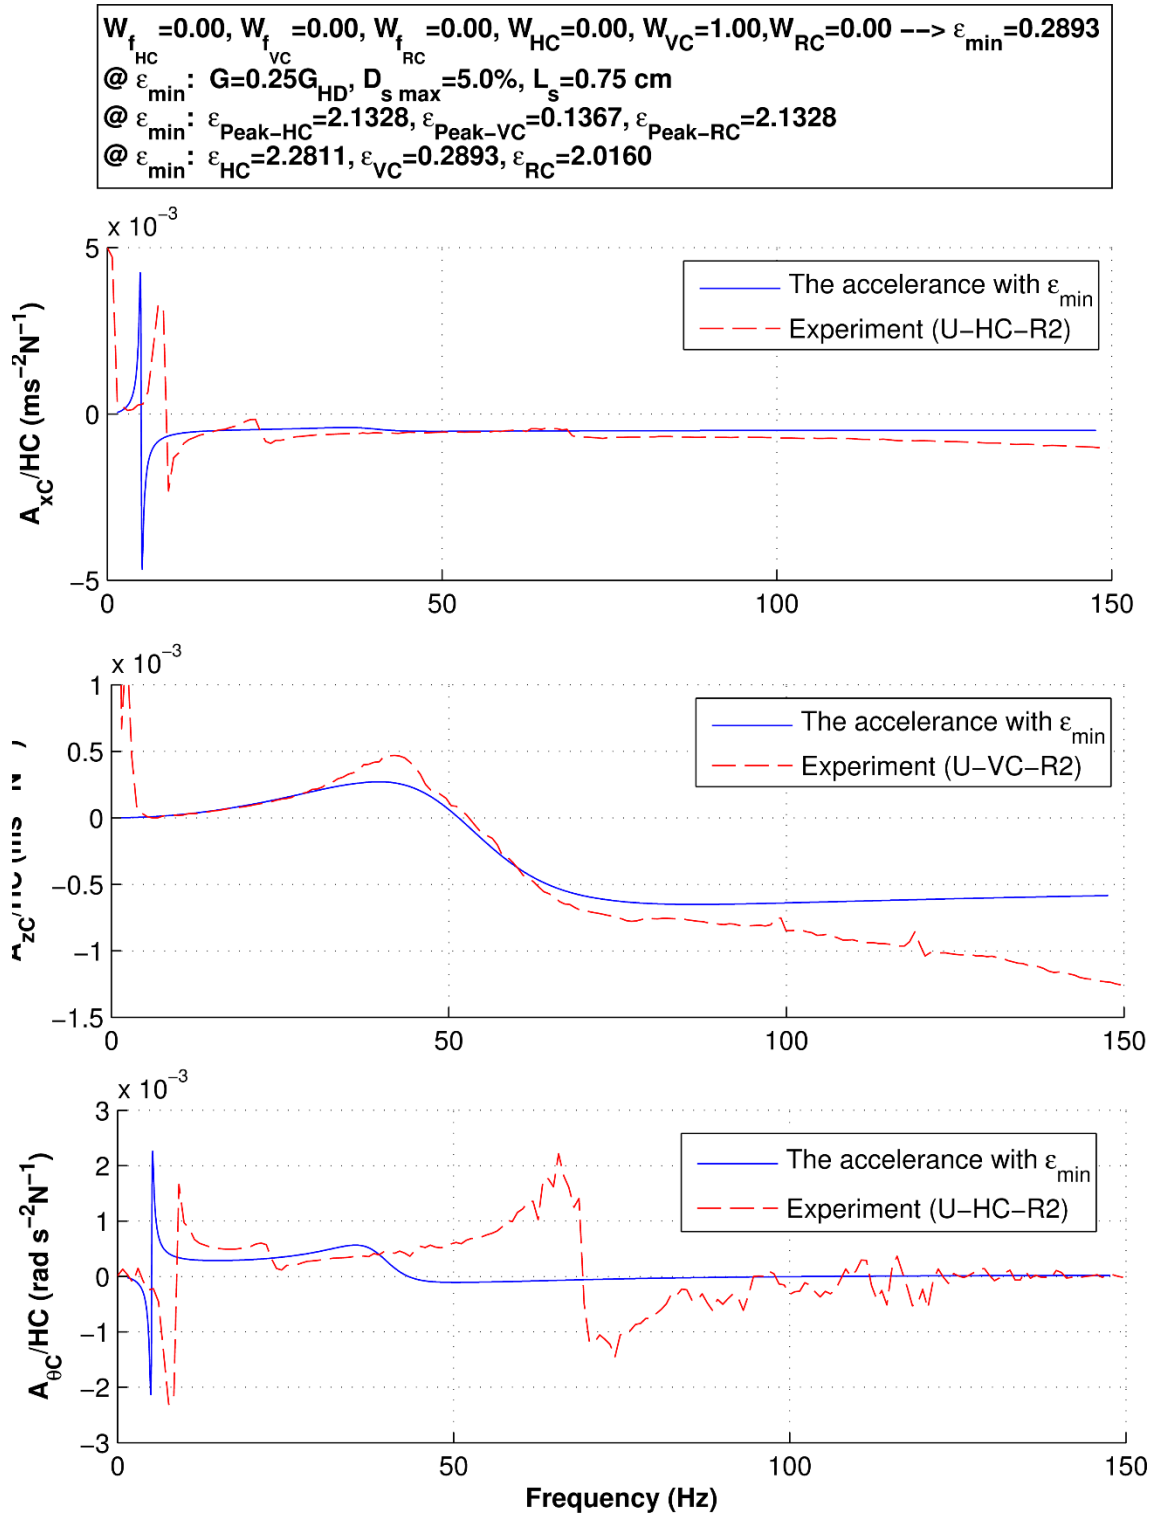 W_fHC=0.00, W_fVC=0.00, W_fRC=0.00, W_HC=0.00, W_VC=1.00,W_RC=0.00 −−> ε_min=0.2893
@ ε_min: G=0.25G_HD, D_s max=5.0%, L_s=0.75 cm
@ ε_min: ε_Peak−HC=2.1328, ε_Peak−VC=0.1367, ε_Peak−RC=2.1328
@ ε_min: ε_HC=2.2811, ε_VC=0.2893, ε_RC=2.0160
x 10^−3
5
0
−5
A_xC/HC (ms^−2N^−1)
The accelerance with ε_min
Experiment (U−HC−R2)
0 50 100 150
x 10^−3
1
0.5
0
−0.5
−1
−1.5
A_zC/HC (ms N
The accelerance with ε_min
Experiment (U−VC−R2)
0 50 100 150
x 10^−3
3
2
1
0
−1
−2
−3
A_θC/HC (rad s^−2N^−1)
The accelerance with ε_min
Experiment (U−HC−R2)
0 50 100 150
Frequency (Hz)